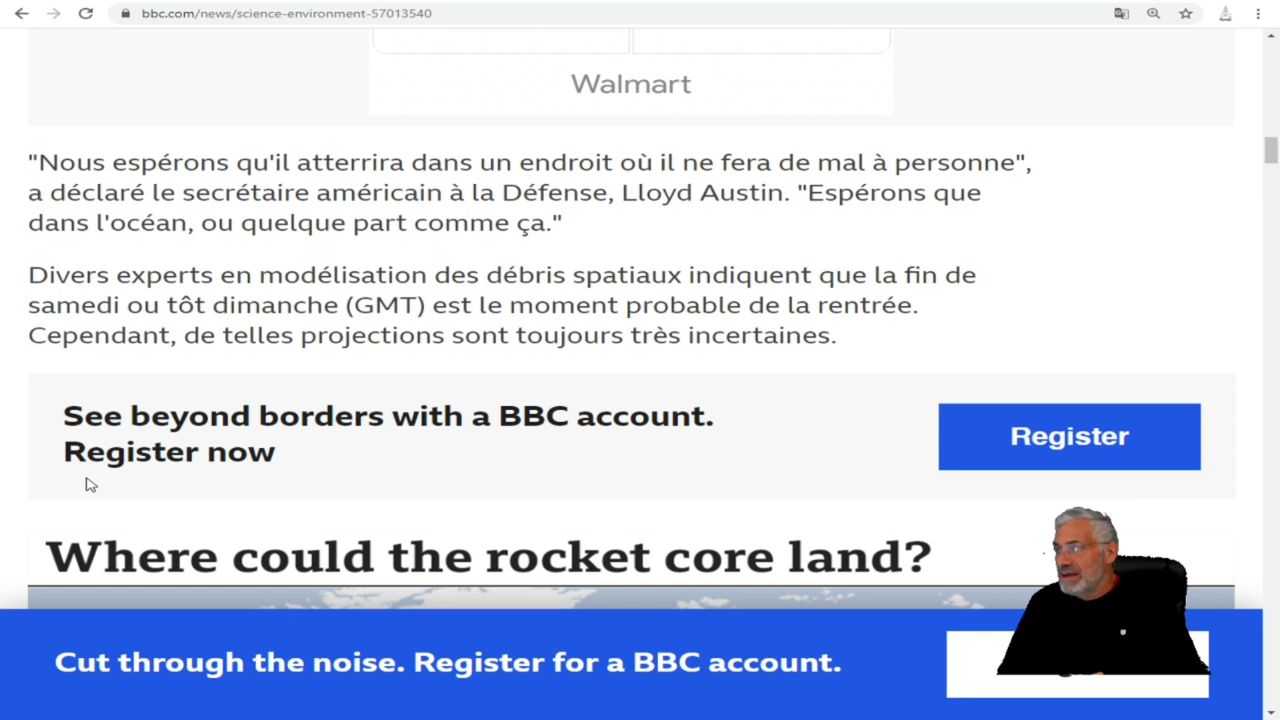 bbc.com/news/science-environment-57013540
Walmart
"Nous espérons qu'il atterrira dans un endroit où il ne fera de mal à personne",
a déclaré le secrétaire américain à la Défense, Lloyd Austin. "Espérons que
dans l'océan, ou quelque part comme ça."
Divers experts en modélisation des débris spatiaux indiquent que la fin de
samedi ou tôt dimanche (GMT) est le moment probable de la rentrée.
Cependant, de telles projections sont toujours très incertaines.
See beyond borders with a BBC account.
Register now
Register
Where could the rocket core land?
Cut through the noise. Register for a BBC account.